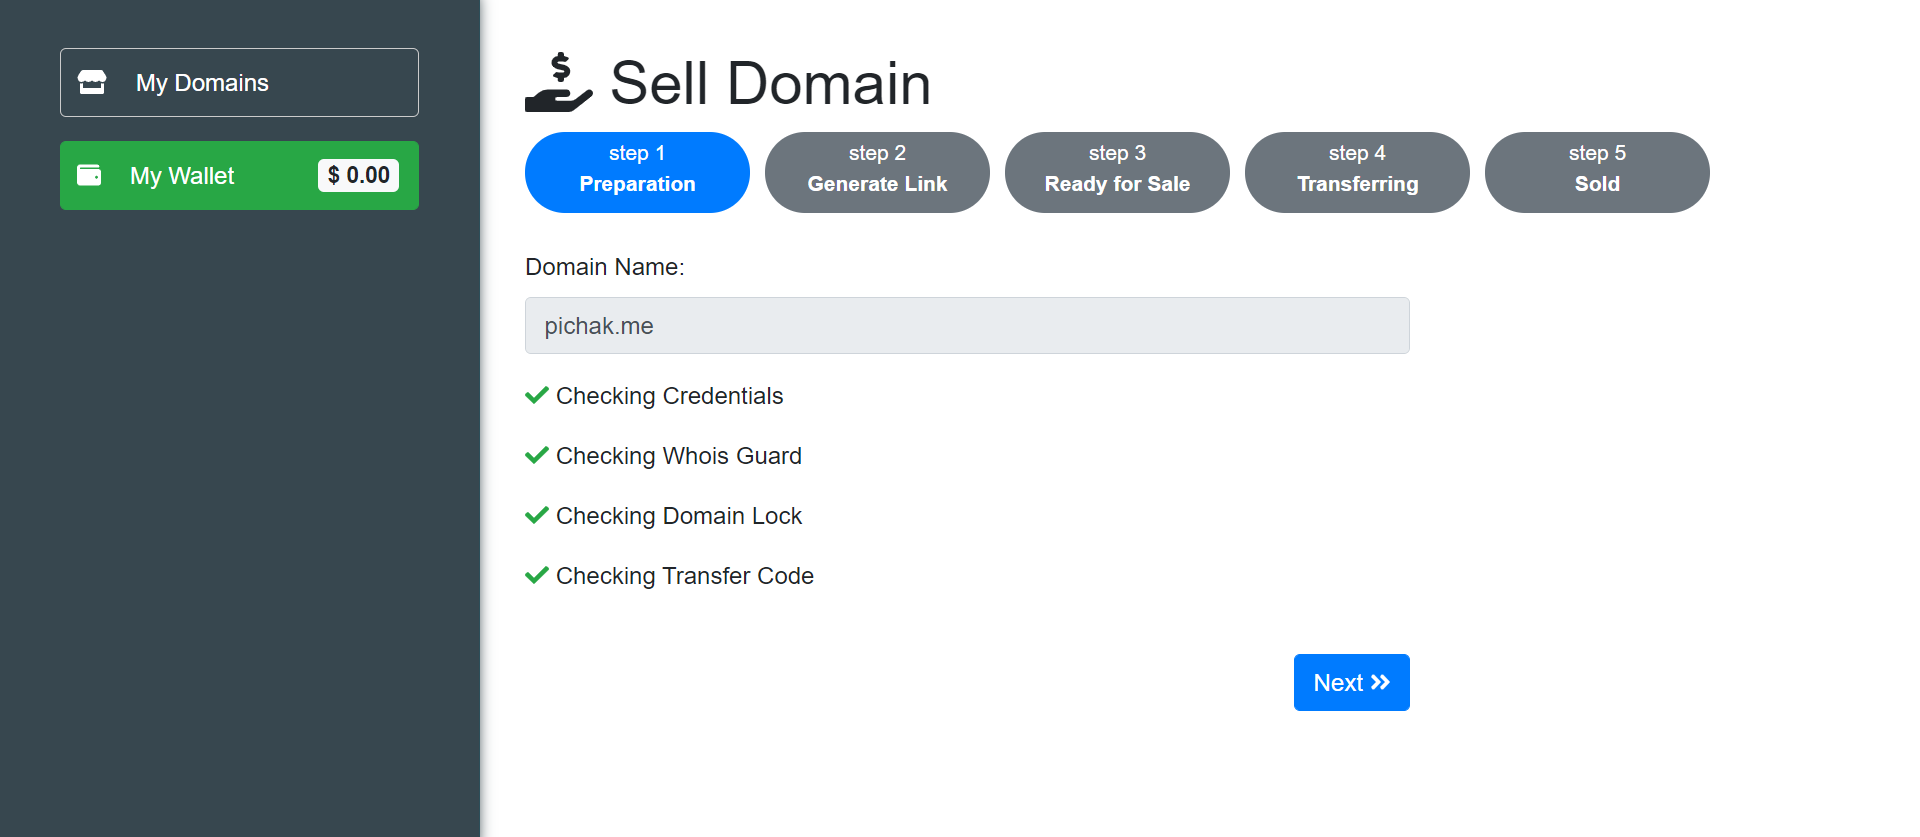 My Domains
My Wallet $ 0.00
Sell Domain
step 1
Preparation
step 2
Generate Link
step 3
Ready for Sale
step 4
Transferring
step 5
Sold
Domain Name:
pichak.me
Checking Credentials
Checking Whois Guard
Checking Domain Lock
Checking Transfer Code
Next